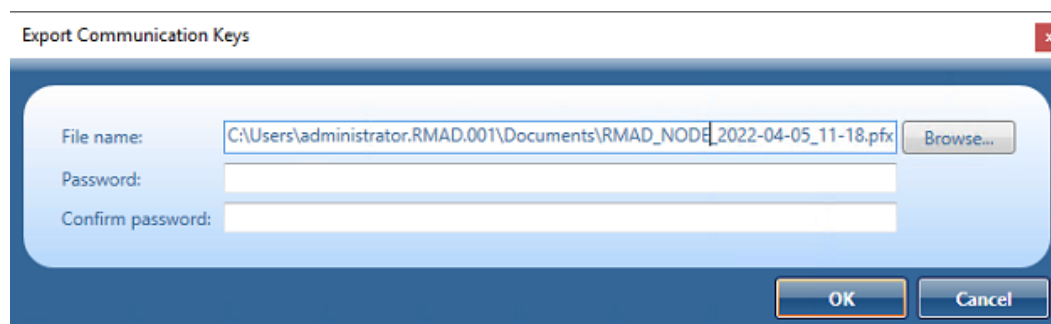 Export Communication Keys
x
File name: C:\Users\administrator.RMAD.001\Documents\RMAD_NODE_2022-04-05_11-18.pfx Browse...
Password:
Confirm password:
OK Cancel